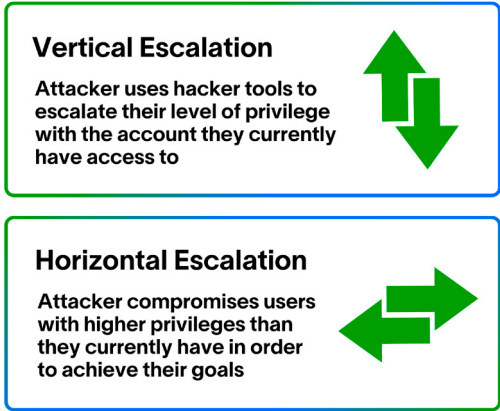 Vertical Escalation
Attacker uses hacker tools to
escalate their level of privilege
with the account they currently
have access to
Horizontal Escalation
Attacker compromises users
with higher privileges than
they currently have in order
to achieve their goals